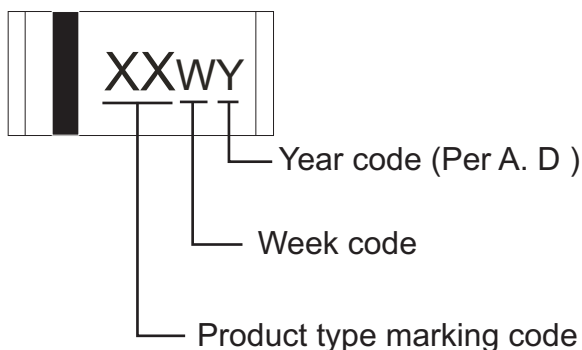 XXWY
Year code (Per A. D )
Week code
Product type marking code